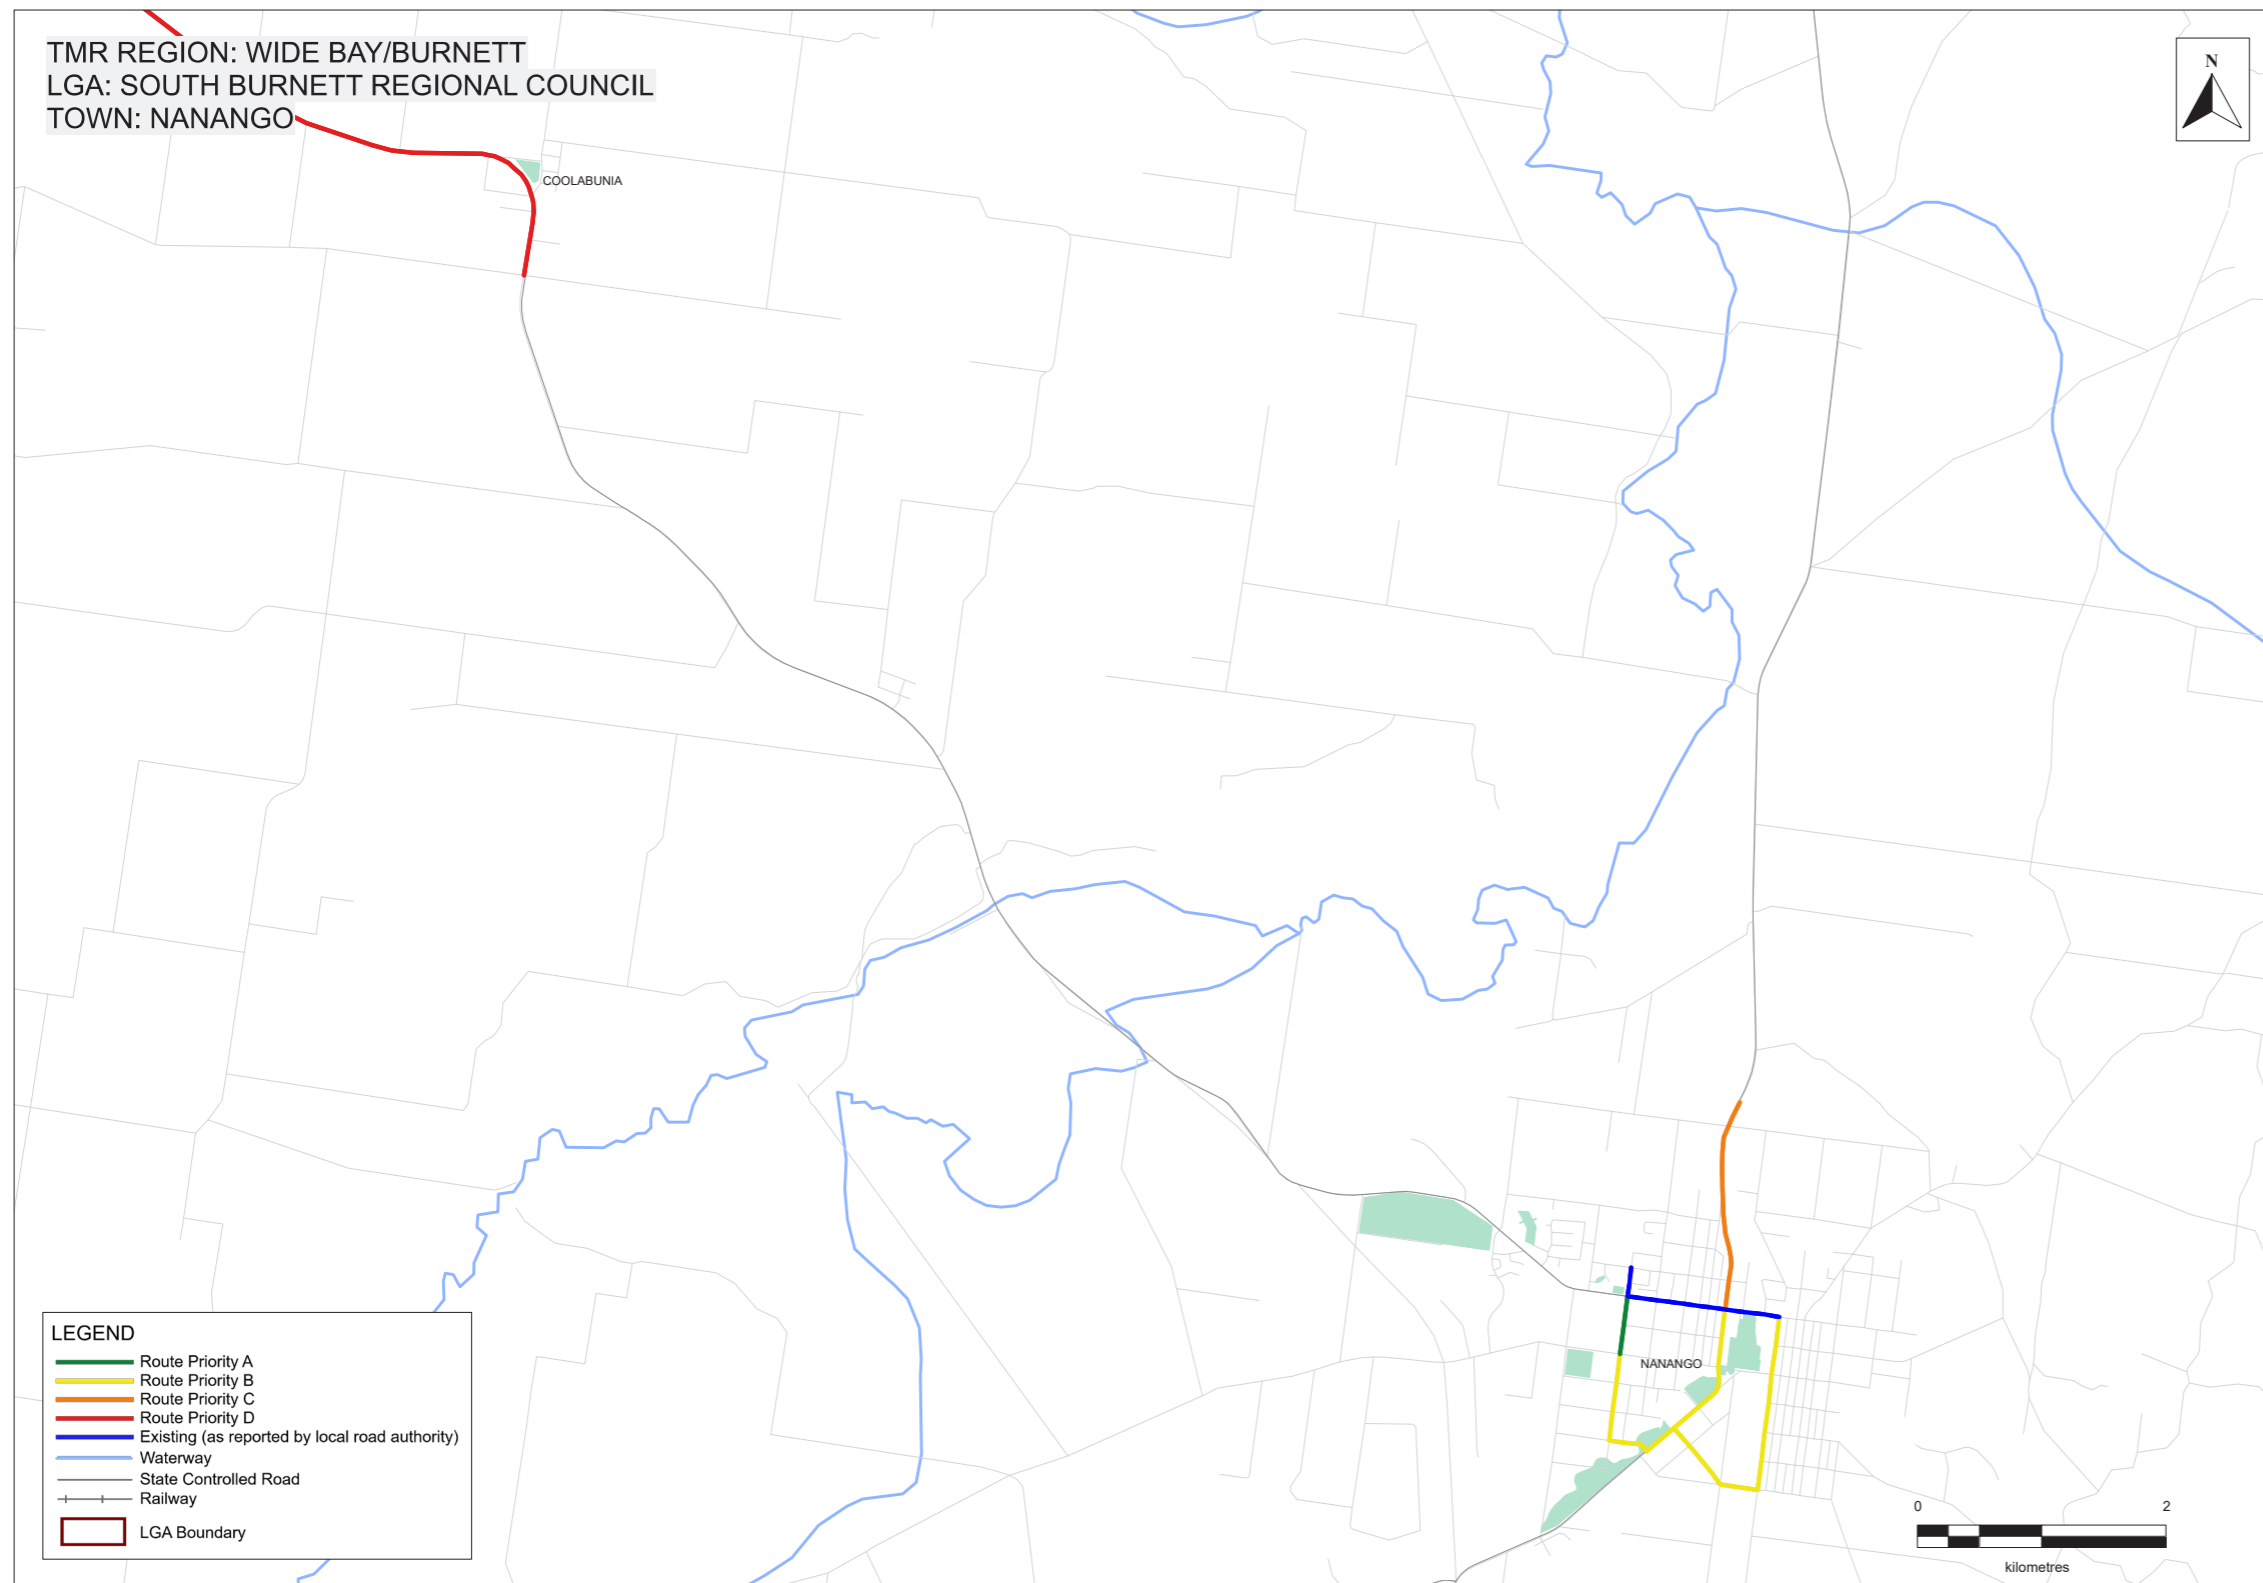 TMR REGION: WIDE BAY/BURNETT
LGA: SOUTH BURNETT REGIONAL COUNCIL
TOWN: NANANGO
N
COOLABUNIA
NANANGO
LEGEND
Route Priority A
Route Priority B
Route Priority C
Route Priority D
Existing (as reported by local road authority)
Waterway
State Controlled Road
Railway
LGA Boundary
0 2
kilometres